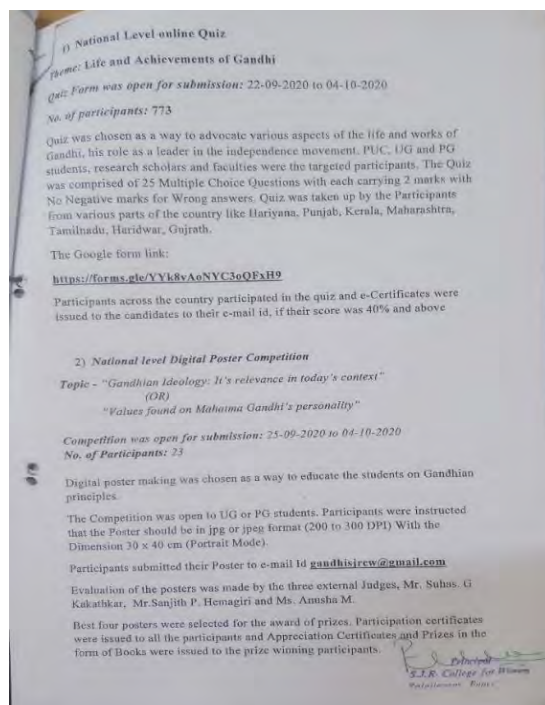 1) National Level online Quiz
Theme: Life and Achievements of Gandhi
Quiz Form was open for submission: 22-09-2020 to 04-10-2020
No. of participants: 773
Quiz was chosen as a way to advocate various aspects of the life and works of
Gandhi, his role as a leader in the independence movement. PUC, UG and PG
students, research scholars and faculties were the targeted participants. The Quiz
was comprised of 25 Multiple Choice Questions with each carrying 2 marks with
No Negative marks for Wrong answers. Quiz was taken up by the Participants
from various parts of the country like Hariyana, Punjab, Kerala, Maharashtra,
Tamilnadu, Haridwar, Gujrath.
The Google form link:
https://forms.gle/YYk8vAoNYC3oQFxH9
Participants across the country participated in the quiz and e-Certificates were
issued to the candidates to their e-mail id, if their score was 40% and above
2) National level Digital Poster Competition
Topic - "Gandhian Ideology: It's relevance in today's context"
(OR)
"Values found on Mahatma Gandhi's personality"
Competition was open for submission: 25-09-2020 to 04-10-2020
No. of Participants: 23
Digital poster making was chosen as a way to educate the students on Gandhian
principles.
The Competition was open to UG or PG students. Participants were instructed
that the Poster should be in jpg or jpeg format (200 to 300 DPI) With the
Dimension 30 x 40 cm (Portrait Mode).
Participants submitted their Poster to e-mail Id gandhisjrcw@gmail.com
Evaluation of the posters was made by the three external Judges, Mr. Suhas. G
Kakathkar, Mr.Sanjith P. Hemagiri and Ms. Anusha M.
Best four posters were selected for the award of prizes. Participation certificates
were issued to all the participants and Appreciation Certificates and Prizes in the
form of Books were issued to the prize wioning participants.
Principal
S.J.R. College for Women